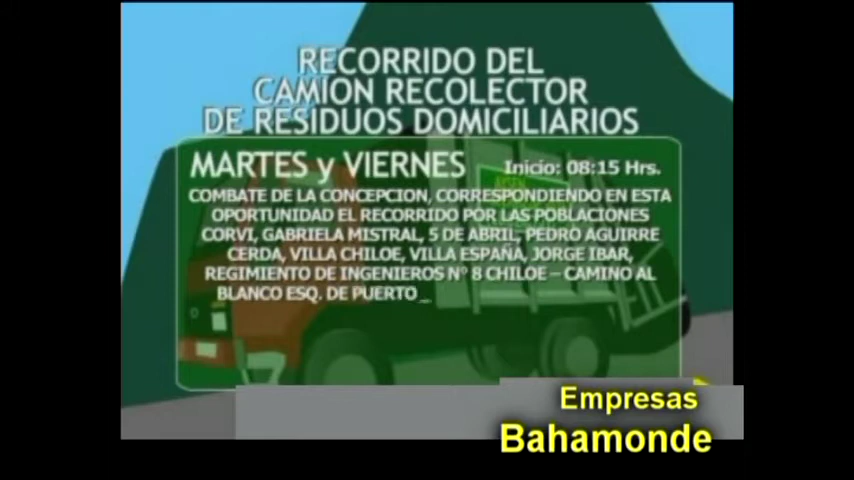 RECORRIDO DEL
CAMION RECOLECTOR
DE RESIDUOS DOMICILIARIOS
MARTES y VIERNES Inicio: 08:15 Hrs.
COMBATE DE LA CONCEPCION, CORRESPONDIENDO EN ESTA
OPORTUNIDAD EL RECORRIDO POR LAS POBLACIONES
CORVI, GABRIELA MISTRAL, 5 DE ABRIL, PEDRO AGUIRRE
CERDA, VILLA CHILOE, VILLA ESPAÑA, JORGE IBAR,
REGIMIENTO DE INGENIEROS N° 8 CHILOE – CAMINO AL
BLANCO ESQ. DE PUERTO _
Empresas
Bahamonde